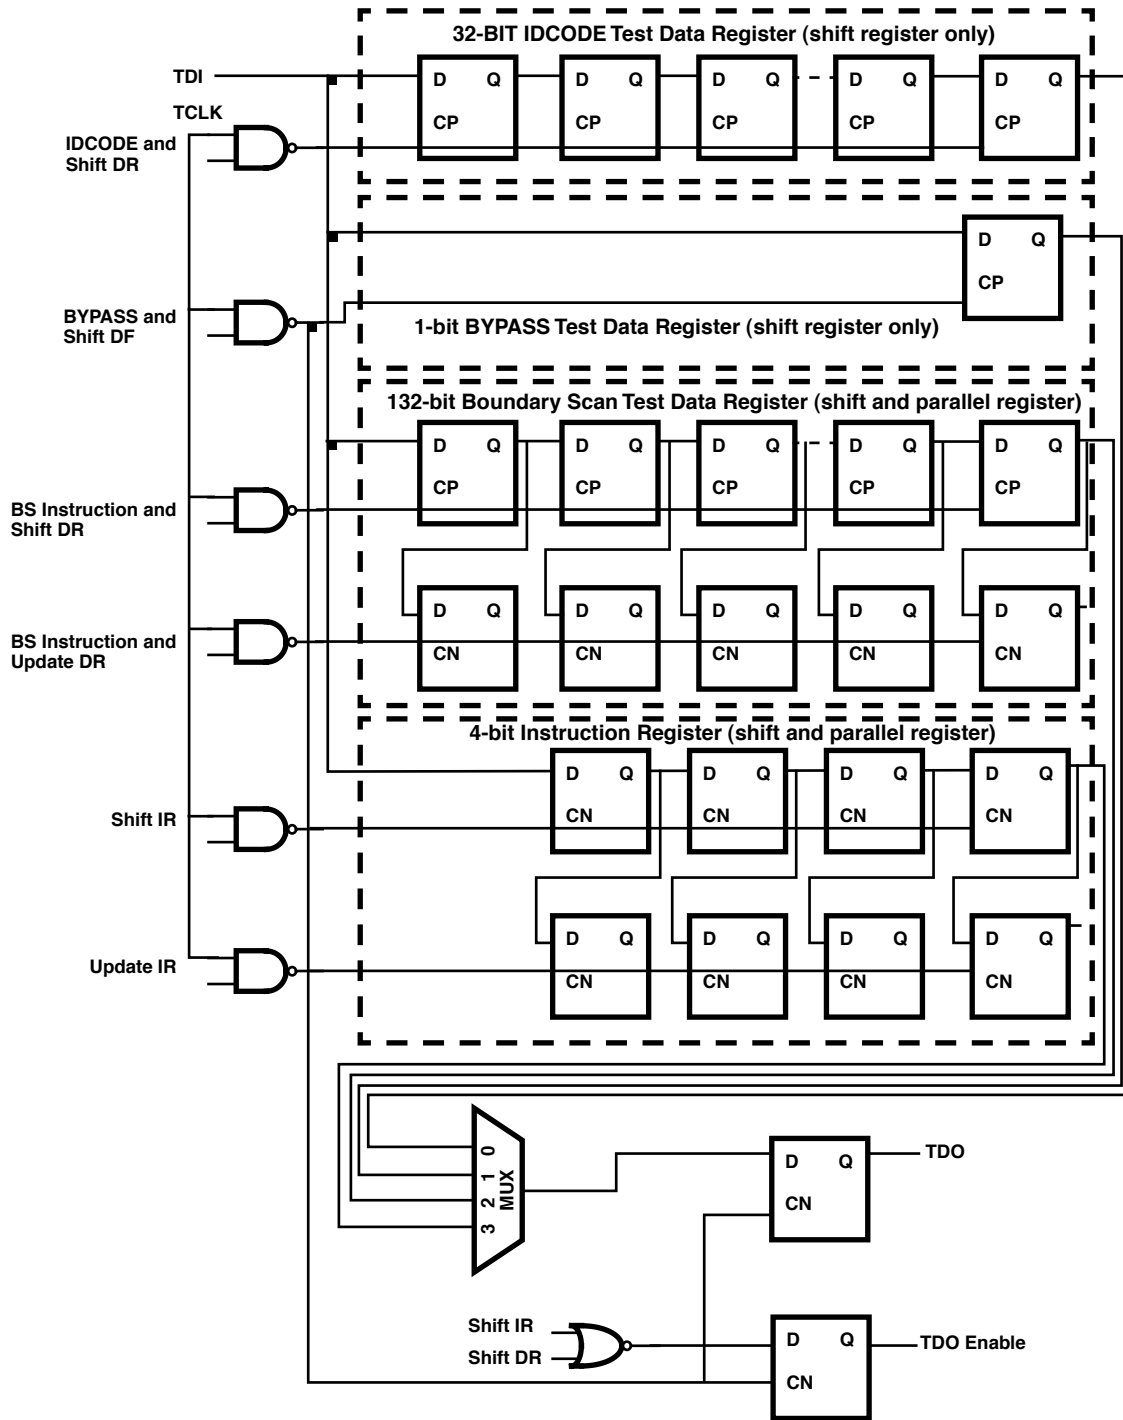 32-BIT IDCODE Test Data Register (shift register only)
TDI
D Q D Q D Q D Q D Q
TCLK
CP CP CP CP CP
IDCODE and
Shift DR
D Q
CP
BYPASS and
Shift DF
1-bit BYPASS Test Data Register (shift register only)
132-bit Boundary Scan Test Data Register (shift and parallel register)
D Q D Q D Q D Q D Q
CP CP CP CP CP
BS Instruction and
Shift DR
D Q D Q D Q D Q D Q
CN CN CN CN CN
BS Instruction and
Update DR
4-bit Instruction Register (shift and parallel register)
D Q D Q D Q D Q
CN CN CN CN
Shift IR
D Q D Q D Q D Q
CN CN CN CN
Update IR
0
1
2
3
MUX
D Q
CN
TDO
Shift IR
Shift DR
D Q
CN
TDO Enable